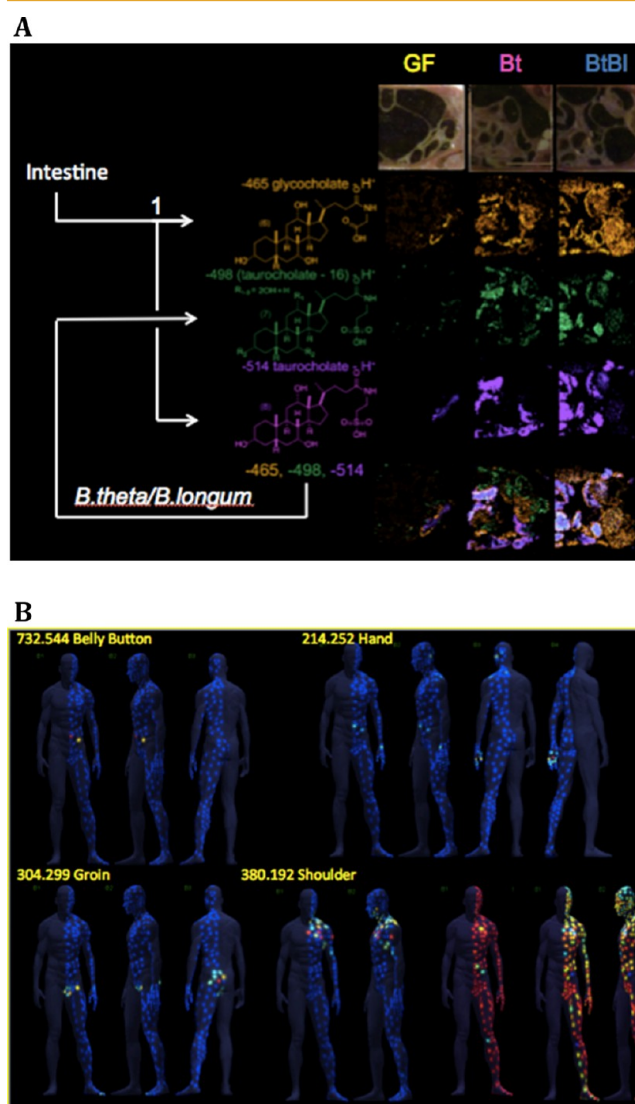 A
GF Bt BtBl
Intestine
1
-465 glycocholate - H⁺
-498 (taurocholate - 16) - H⁺
-514 taurocholate - H⁺
-465, -498, -514
B.theta/B.longum
B
732.544 Belly Button
214.252 Hand
304.299 Groin
380.192 Shoulder